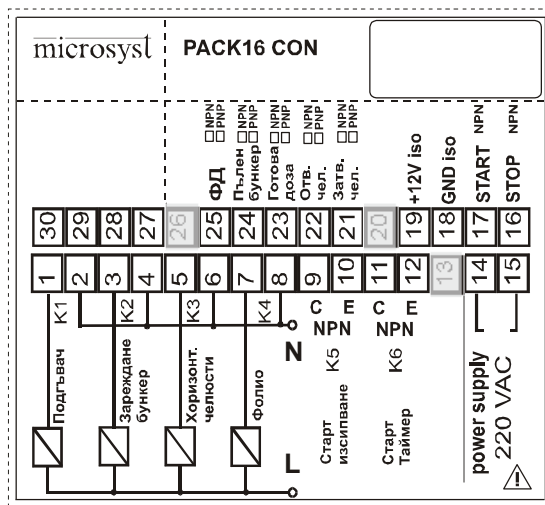 microsyst
PACK16 CON
ФД
□NPN
□PNP
Пълен
бункер
□NPN
□PNP
Готова
доза
□NPN
□PNP
Отв.
чел.
□NPN
□PNP
Затв.
чел.
□NPN
□PNP
+12V iso
GND iso
START
NPN
STOP
NPN
30 29 28 27 26 25 24 23 22 21 20 19 18 17 16
1 2 3 4 5 6 7 8 9 10 11 12 13 14 15
K1
K2
K3
K4
C E
NPN
C E
NPN
N
K5
K6
Подгъвач
Зареждане
бункер
Хоризонт.
челюсти
Фолио
Старт
изсипване
Старт
Таймер
power supply
220 VAC
L